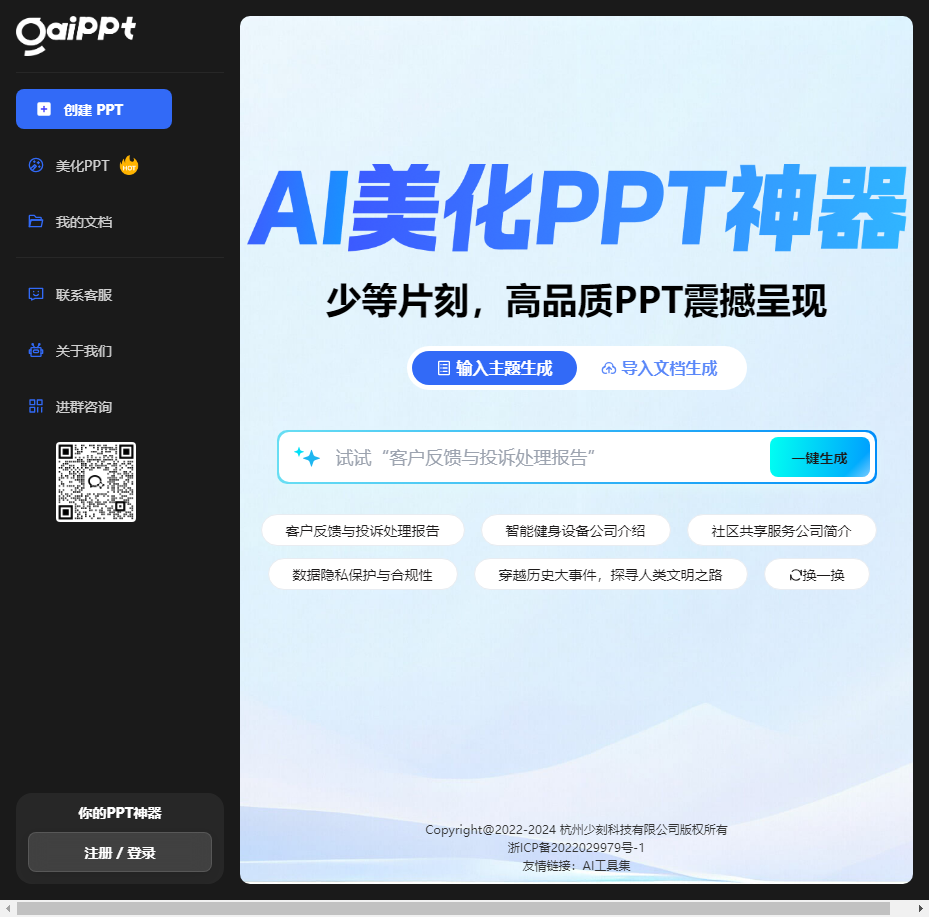 gaiPPt
创建 PPT
美化PPT
HOT
我的文档
联系客服
关于我们
进群咨询
你的PPT神器
注册 / 登录
AI美化PPT神器
少等片刻，高品质PPT震撼呈现
输入主题生成
导入文档生成
试试“客户反馈与投诉处理报告”
一键生成
客户反馈与投诉处理报告
智能健身设备公司介绍
社区共享服务公司简介
数据隐私保护与合规性
穿越历史大事件，探寻人类文明之路
换一换
Copyright@2022-2024 杭州少刻科技有限公司版权所有
浙ICP备2022029979号-1
友情链接：AI工具集